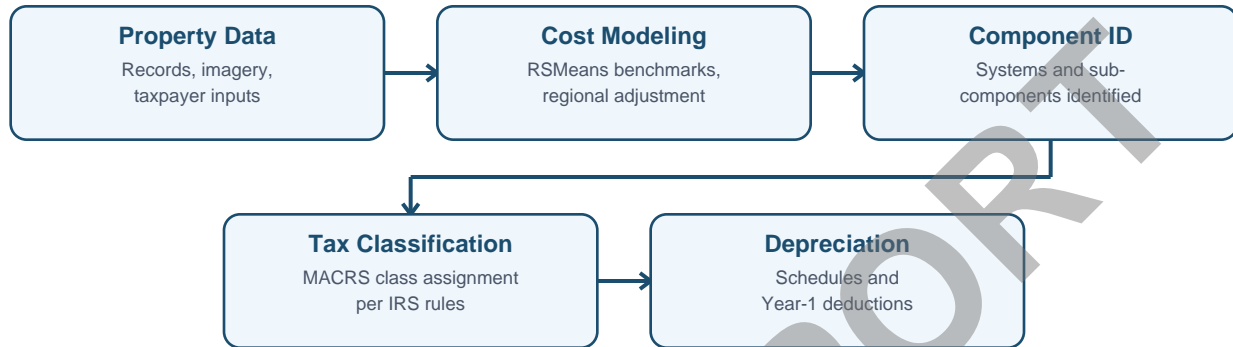 Property Data
Records, imagery,
taxpayer inputs
Cost Modeling
RSMeans benchmarks,
regional adjustment
Component ID
Systems and sub-
components identified
Tax Classification
MACRS class assignment
per IRS rules
Depreciation
Schedules and
Year-1 deductions
PORT